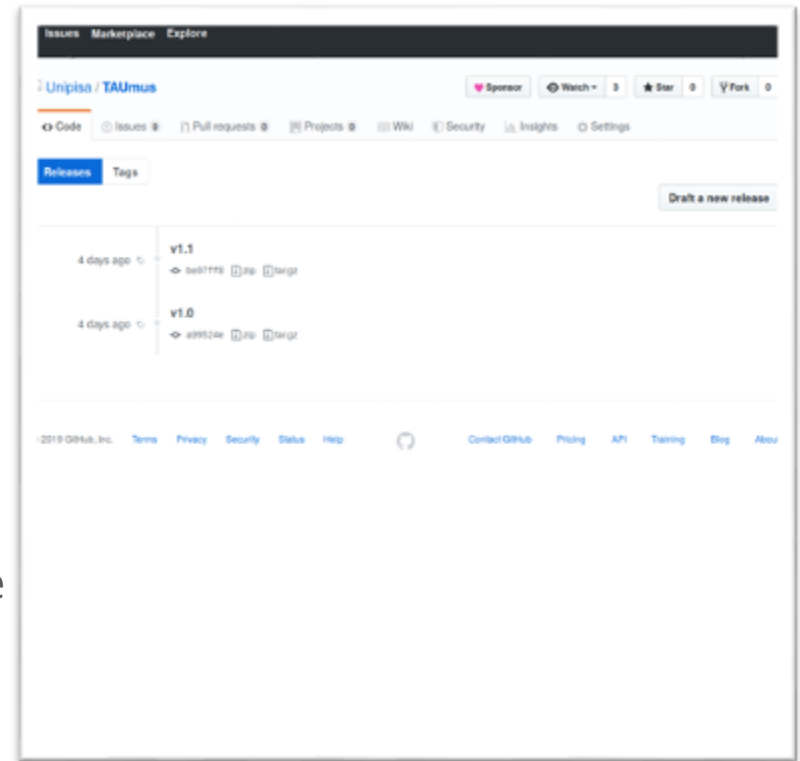 Issues Marketplace Explore
Unipisa / TAUmus
Sponsor Watch 3 Star 0 Fork 0
Code Issues 0 Pull requests 0 Projects 0 Wiki Security Insights Settings
Releases Tags
Draft a new release
4 days ago v1.1
zip tar.gz
4 days ago v1.0
zip tar.gz
2019 GitHub, Inc. Terms Privacy Security Status Help Contact GitHub Pricing API Training Blog Abou
e